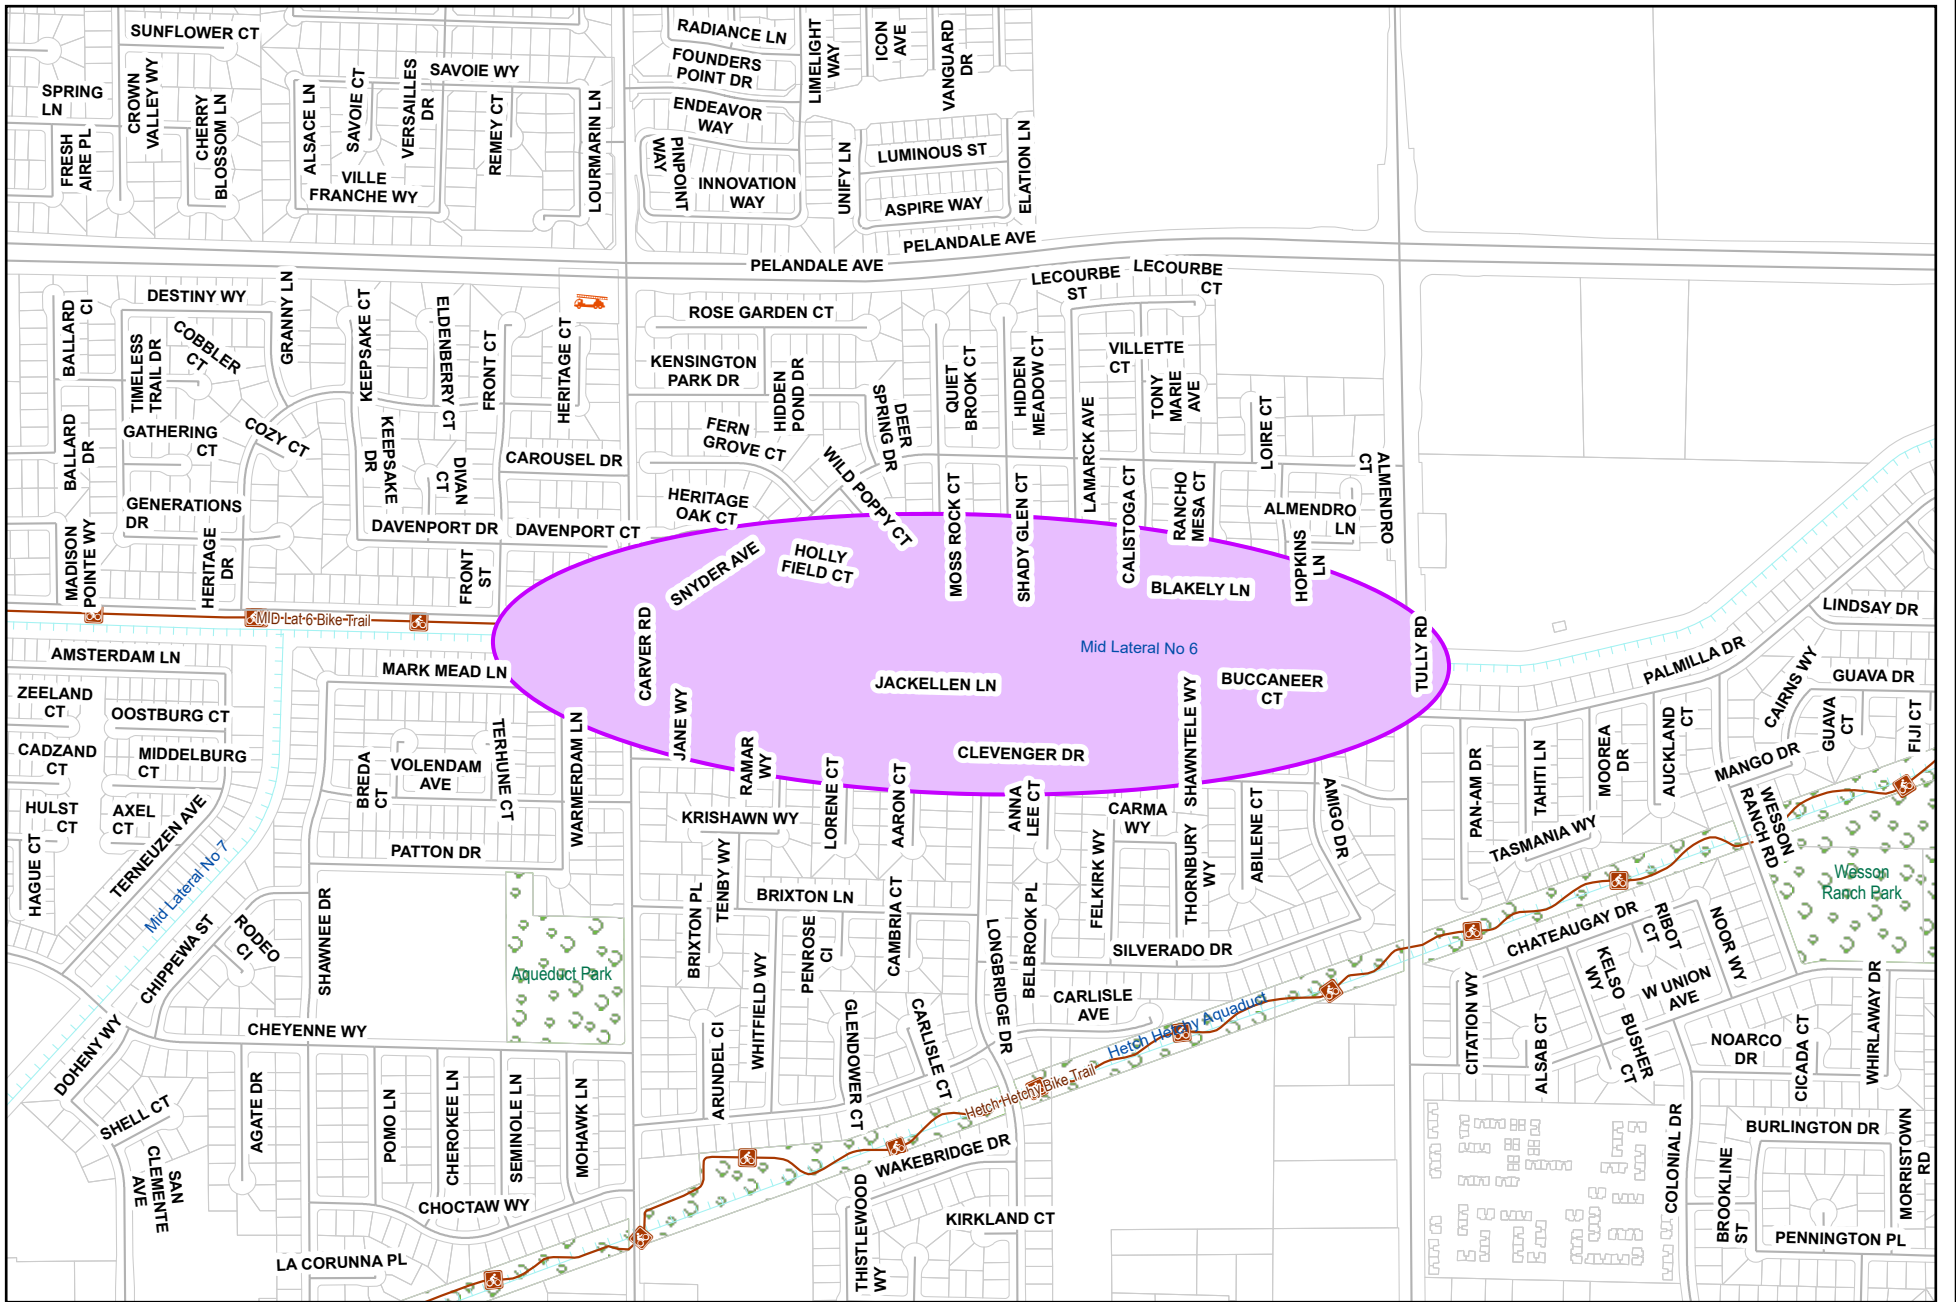 SUNFLOWER CT
SPRING
LN
CROWN
VALLEY WY
FRESH
AIRE PL
CHERRY
BLOSSOM LN
ALSACE LN
SAVOIE CT
VERSAILLES
DR
SAVOIE WY
REMEY CT
LOURMARIN LN
VILLE
FRANCHE WY
RADIANCE LN
FOUNDERS
POINT DR
ENDEAVOR
WAY
PINPOINT
WAY
INNOVATION
WAY
LIMELIGHT
WAY
ICON
AVE
VANGUARD
DR
UNIFY LN
LUMINOUS ST
ASPIRE WAY
ELATION LN
PELANDALE AVE
PELANDALE AVE
BALLARD
CI
DESTINY WY
GRANNY LN
COBBLER
CT
TIMELESS
TRAIL DR
KEEPSAKE CT
ELDENBERRY CT
FRONT CT
HERITAGE CT
BALLARD
DR
GATHERING
CT
COZY CT
KEEPSAKE
DR
DIVAN
CT
CAROUSEL DR
GENERATIONS
DR
DAVENPORT DR
DAVENPORT CT
MADISON
POINTE WY
HERITAGE
DR
FRONT
ST
MID-Lat-6-Bike-Trail
ROSE GARDEN CT
KENSINGTON
PARK DR
HIDDEN
POND DR
FERN
GROVE CT
HERITAGE
OAK CT
WILD POPPY CT
DEER
SPRING DR
QUIET
BROOK CT
HIDDEN
MEADOW CT
LECOURBE
ST
LECOURBE
CT
VILLETTE
CT
TONY
MARIE
AVE
LAMARCK AVE
LOIRE CT
ALMENDRO
CT
ALMENDRO
LN
CALISTOGA CT
RANCHO
MESA CT
HOPKINS
LN
MOSS ROCK CT
SHADY GLEN CT
SNYDER AVE
HOLLY
FIELD CT
BLAKELY LN
CARVER RD
Mid Lateral No 6
TULLY RD
JACKELLEN LN
BUCCANEER
CT
JANE WY
SHAWNTELE WY
CLEVENGER DR
RAMAR
WY
LORENE CT
AARON CT
ANNA
LEE CT
AMSTERDAM LN
MARK MEAD LN
ZEELAND
CT
OOSTBURG CT
CADZAND
CT
MIDDELBURG
CT
HULST
CT
AXEL
CT
HAGUE CT
TERNEUZEN AVE
Mid Lateral No 7
BREDA
CT
VOLENDAM
AVE
TERHUNE CT
WARMERDAM LN
PATTON DR
CHIPPEWA ST
RODEO
CI
SHAWNEE DR
Aqueduct Park
DOHENY WY
CHEYENNE WY
SHELL CT
SAN
CLEMENTE
AVE
AGATE DR
POMO LN
CHEROKEE LN
SEMINOLE LN
MOHAWK LN
CHOCTAW WY
LA CORUNNA PL
KRISHAWN WY
TENBY WY
BRIXTON LN
BRIXTON PL
WHITFIELD WY
PENROSE
CI
CAMBRIA CT
ARUNDEL CI
GLENDOWER CT
CARLISLE CT
LONGBRIDGE DR
BELBROOK PL
FELKIRK WY
CARMA
WY
THORNBURY
WY
ABILENE CT
AMIGO DR
SILVERADO DR
CARLISLE
AVE
Hetch Hetchy Aquaduct
Hetch-Hetchy-Bike-Trail
WAKEBRIDGE DR
THISTLEWOOD
WY
KIRKLAND CT
LINDSAY DR
PALMILLA DR
CAIRNS WY
GUAVA DR
GUAVA
CT
FIJI CT
PAN-AM DR
TAHITI LN
MOOREA
DR
AUCKLAND
CT
MANGO DR
WESSON
RANCH RD
TASMANIA WY
Wesson
Ranch Park
CHATEAUGAY DR
RIBOT
CT
NOOR WY
KELSO
WY
W UNION
AVE
CITATION WY
ALSAB CT
BUSHER
CT
NOARCO
DR
CICADA CT
WHIRLAWAY DR
COLONIAL DR
BURLINGTON DR
BROOKLINE
ST
MORRISTOWN
RD
PENNINGTON PL